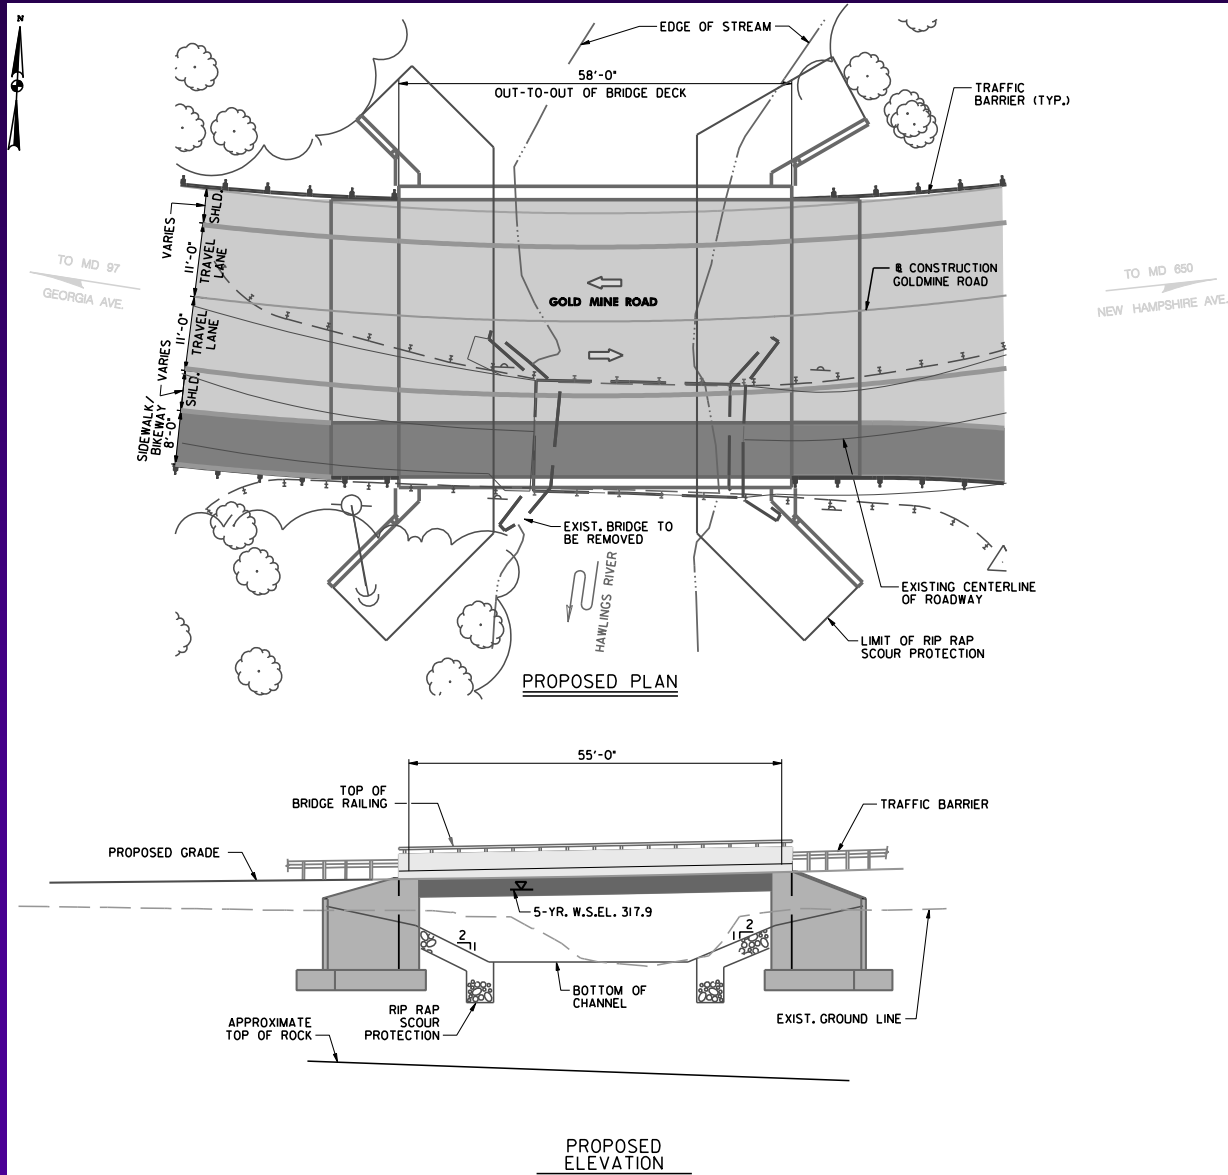 N
EDGE OF STREAM
58'-0"
OUT-TO-OUT OF BRIDGE DECK
TRAFFIC
BARRIER (TYP.)
SHLD.
VARIES
11'-0"
TRAVEL
LANE
TO MD 97
GEORGIA AVE.
℄ CONSTRUCTION
GOLDMINE ROAD
TO MD 650
NEW HAMPSHIRE AVE.
GOLD MINE ROAD
11'-0"
TRAVEL
LANE
VARIES
SHLD.
SIDEWALK/
BIKEWAY
8'-0"
EXIST. BRIDGE TO
BE REMOVED
HAWLINGS RIVER
EXISTING CENTERLINE
OF ROADWAY
LIMIT OF RIP RAP
SCOUR PROTECTION
PROPOSED PLAN
55'-0"
TOP OF
BRIDGE RAILING
TRAFFIC BARRIER
PROPOSED GRADE
5-YR. W.S.EL. 317.9
2
1
2
1
BOTTOM OF
CHANNEL
RIP RAP
SCOUR
PROTECTION
EXIST. GROUND LINE
APPROXIMATE
TOP OF ROCK
PROPOSED
ELEVATION